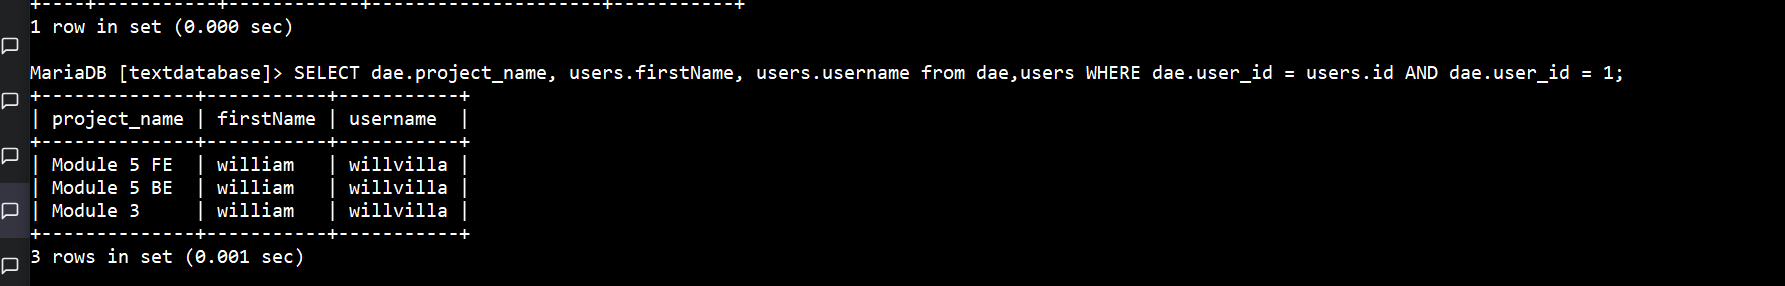 +----+-----------+------------+---------------------+-----------+
1 row in set (0.000 sec)
MariaDB [textdatabase]> SELECT dae.project_name, users.firstName, users.username from dae,users WHERE dae.user_id = users.id AND dae.user_id = 1;
+--------------+-----------+-----------+
| project_name | firstName | username  |
+--------------+-----------+-----------+
| Module 5 FE  | william   | willvilla |
| Module 5 BE  | william   | willvilla |
| Module 3     | william   | willvilla |
+--------------+-----------+-----------+
3 rows in set (0.001 sec)